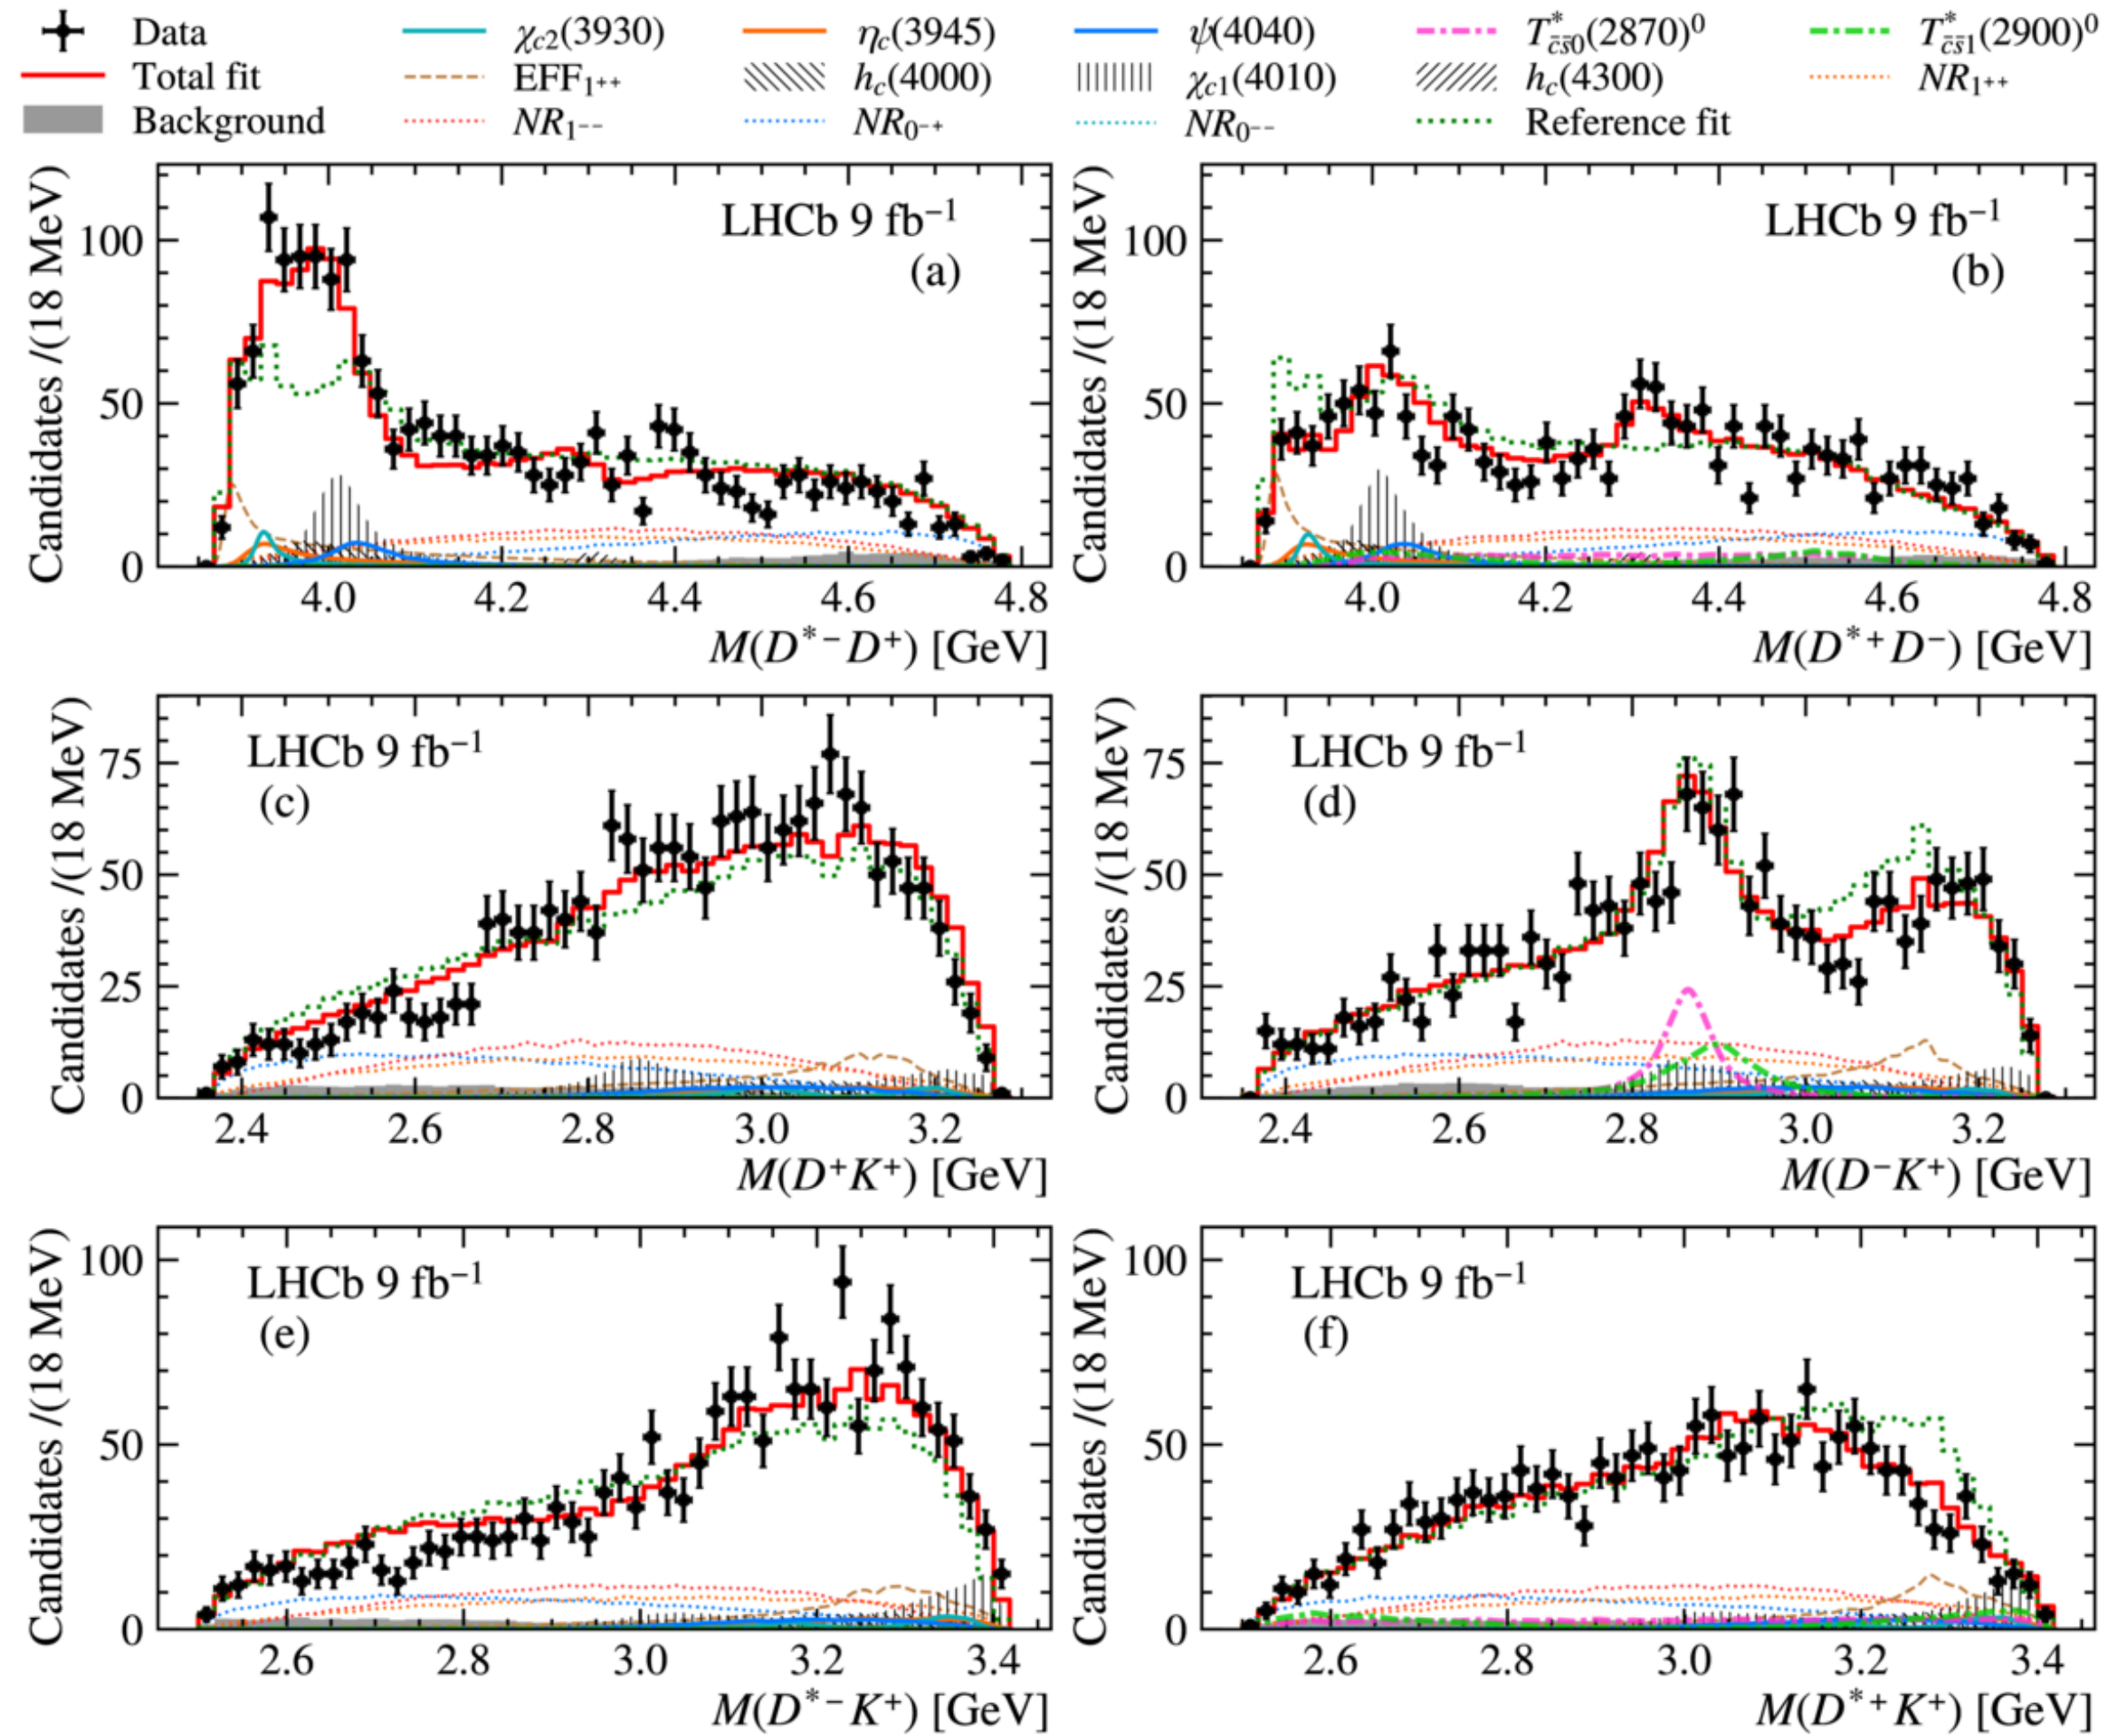 Data χc2(3930) ηc(3945) ψ(4040) T*c̄s̄0(2870)⁰ T*c̄s̄1(2900)⁰
Total fit EFF1++ hc(4000) χc1(4010) hc(4300) NR1++
Background NR1-- NR0-+ NR0-- Reference fit
Candidates /(18 MeV)
100
50
0
LHCb 9 fb⁻¹
(a)
4.0 4.2 4.4 4.6 4.8
M(D*⁻D⁺) [GeV]
Candidates /(18 MeV)
100
50
0
LHCb 9 fb⁻¹
(b)
4.0 4.2 4.4 4.6 4.8
M(D*⁺D⁻) [GeV]
Candidates /(18 MeV)
75
50
25
0
LHCb 9 fb⁻¹
(c)
2.4 2.6 2.8 3.0 3.2
M(D⁺K⁺) [GeV]
Candidates /(18 MeV)
75
50
25
0
LHCb 9 fb⁻¹
(d)
2.4 2.6 2.8 3.0 3.2
M(D⁻K⁺) [GeV]
Candidates /(18 MeV)
100
50
0
LHCb 9 fb⁻¹
(e)
2.6 2.8 3.0 3.2 3.4
M(D*⁻K⁺) [GeV]
Candidates /(18 MeV)
100
50
0
LHCb 9 fb⁻¹
(f)
2.6 2.8 3.0 3.2 3.4
M(D*⁺K⁺) [GeV]